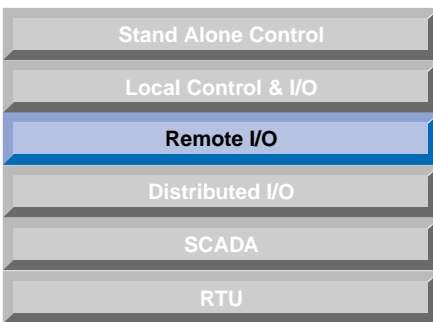 Stand Alone Control
Local Control & I/O
Remote I/O
Distributed I/O
SCADA
RTU